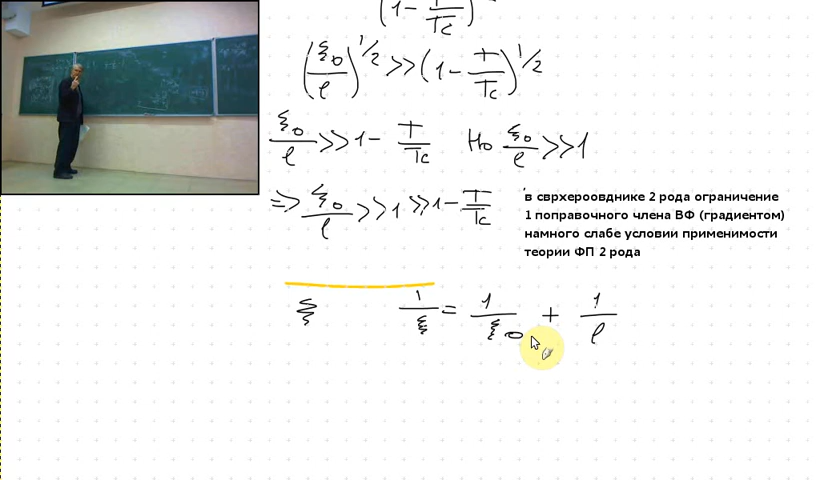 (1 - T/Tc)
(ξ₀/ℓ)^1/2 >> (1 - T/Tc)^1/2
ξ₀/ℓ >> 1 - T/Tc Но ξ₀/ℓ >> 1
=> ξ₀/ℓ >> 1 >> 1 - T/Tc
в сврхероовднике 2 рода ограничение
1 поправочного члена ВФ (градиентом)
намного слабе условии применимости
теории ФП 2 рода
ξ 1/ξ = 1/ξ₀ + 1/ℓ